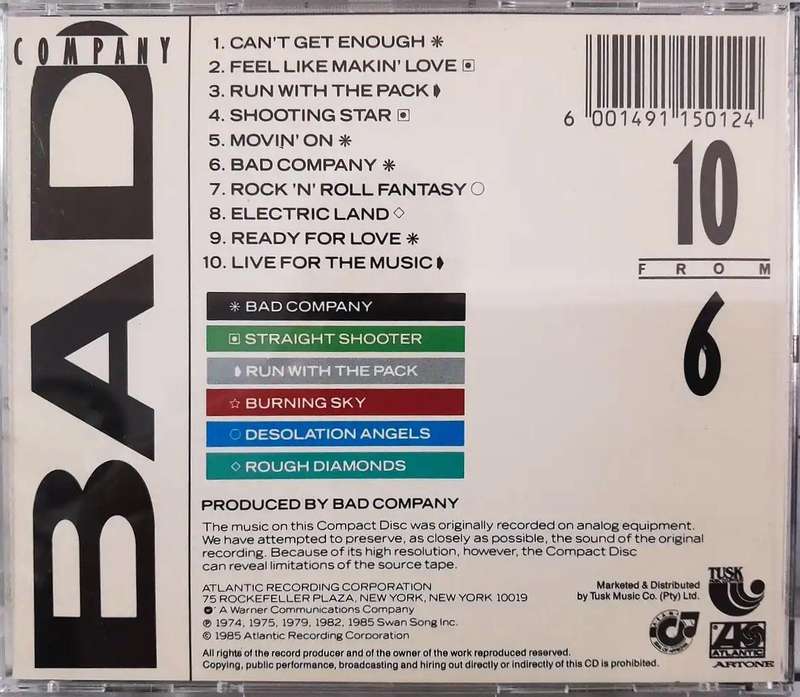 BAD
COMPANY
1. CAN'T GET ENOUGH ✳
2. FEEL LIKE MAKIN' LOVE ▣
3. RUN WITH THE PACK ◗
4. SHOOTING STAR ▣
5. MOVIN' ON ✳
6. BAD COMPANY ✳
7. ROCK 'N' ROLL FANTASY ○
8. ELECTRIC LAND ◇
9. READY FOR LOVE ✳
10. LIVE FOR THE MUSIC ◗
6 001491 150124
10
FROM
6
✳ BAD COMPANY
▣ STRAIGHT SHOOTER
◗ RUN WITH THE PACK
☆ BURNING SKY
○ DESOLATION ANGELS
◇ ROUGH DIAMONDS
PRODUCED BY BAD COMPANY
The music on this Compact Disc was originally recorded on analog equipment.
We have attempted to preserve, as closely as possible, the sound of the original
recording. Because of its high resolution, however, the Compact Disc
can reveal limitations of the source tape.
ATLANTIC RECORDING CORPORATION
75 ROCKEFELLER PLAZA, NEW YORK, NEW YORK 10019
A Warner Communications Company
℗ 1974, 1975, 1979, 1982, 1985 Swan Song Inc.
© 1985 Atlantic Recording Corporation
All rights of the record producer and of the owner of the work reproduced reserved.
Copying, public performance, broadcasting and hiring out directly or indirectly of this CD is prohibited.
Marketed & Distributed
by Tusk Music Co. (Pty) Ltd.
TUSK
ATLANTIC
ARTONE